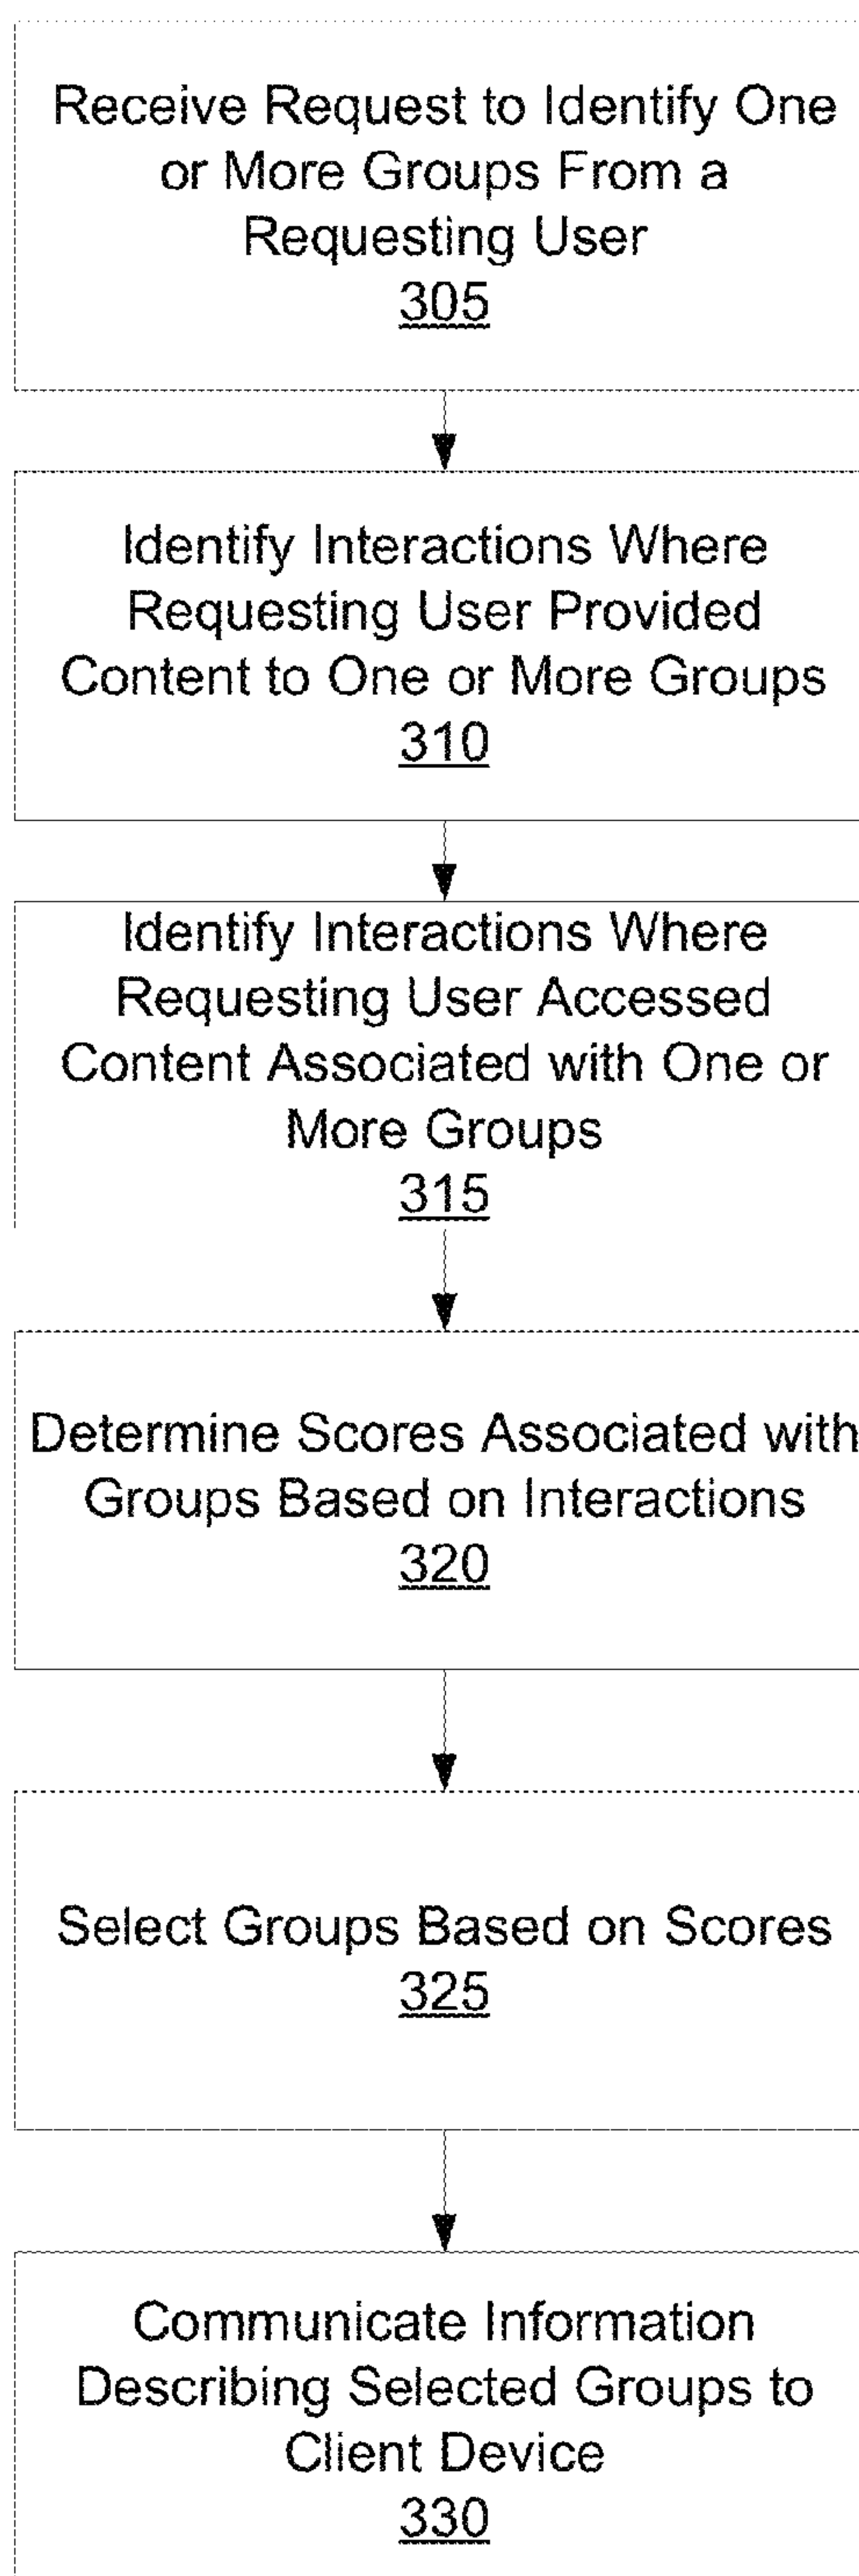 Receive Request to Identify One
or More Groups From a
Requesting User
305
Identify Interactions Where
Requesting User Provided
Content to One or More Groups
310
Identify Interactions Where
Requesting User Accessed
Content Associated with One or
More Groups
315
Determine Scores Associated with
Groups Based on Interactions
320
Select Groups Based on Scores
325
Communicate Information
Describing Selected Groups to
Client Device
330